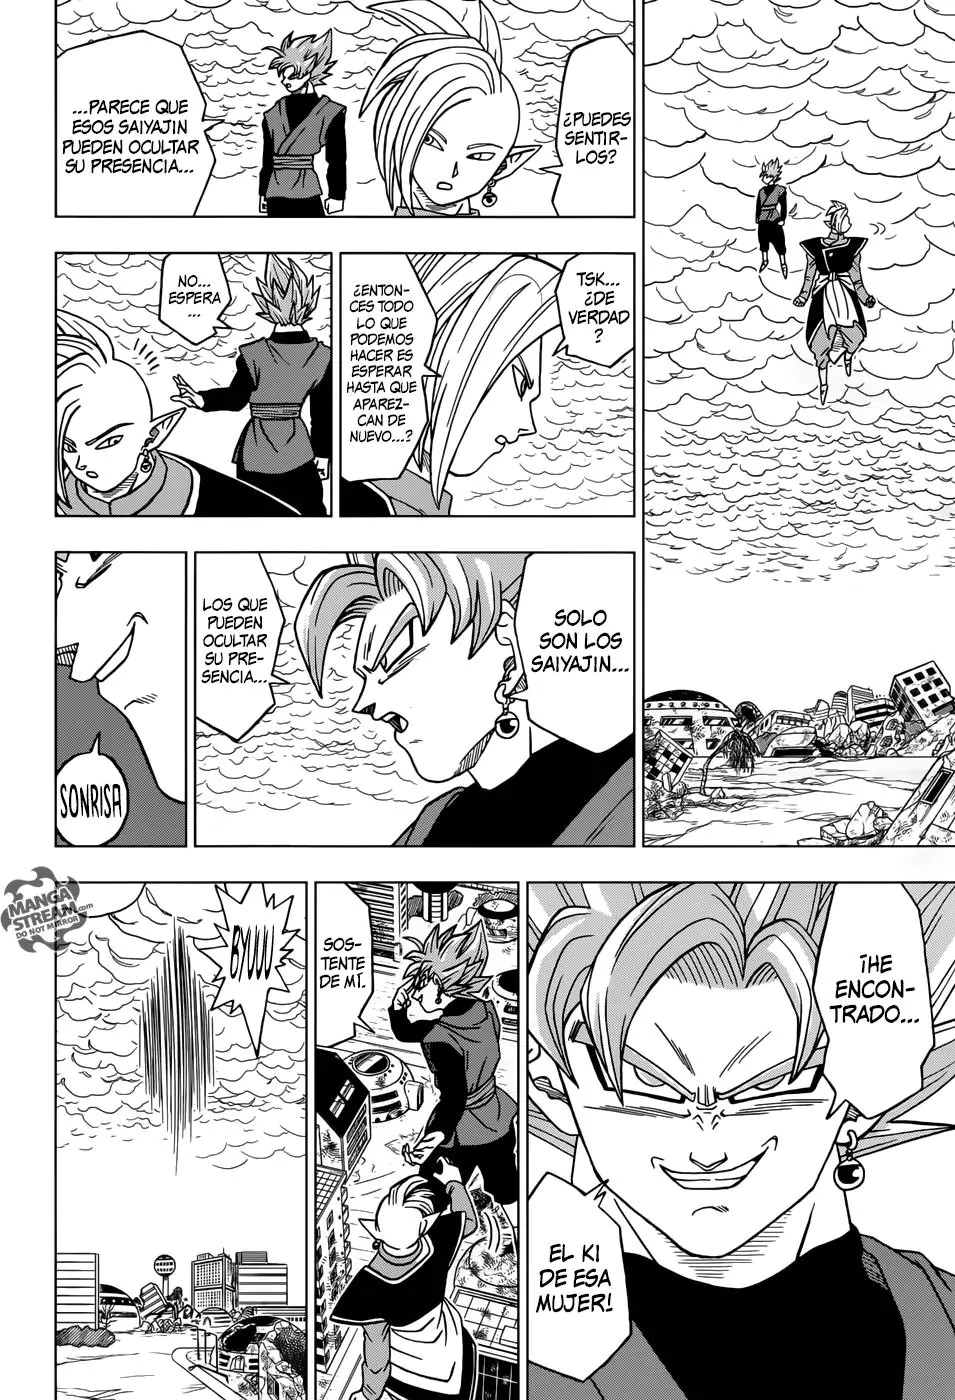 ¿PUEDES
SENTIR-
LOS?
...PARECE QUE
ESOS SAIYAJIN
PUEDEN OCULTAR
SU PRESENCIA...
TSK...
¿DE
VERDAD
?
¿ENTON-
CES TODO
LO QUE
PODEMOS
HACER ES
ESPERAR
HASTA QUE
APAREZ-
CAN DE
NUEVO...?
NO...
ESPERA
...
SOLO
SON LOS
SAIYAJIN...
LOS QUE
PUEDEN
OCULTAR
SU PRE-
SENCIA...
SONRISA
¡HE
ENCON-
TRADO...
EL KI
DE ESA
MUJER!
SOS-
TENTE
DE MÍ.
BYUUU
MANGA
STREAM.com
DO NOT MIRROR